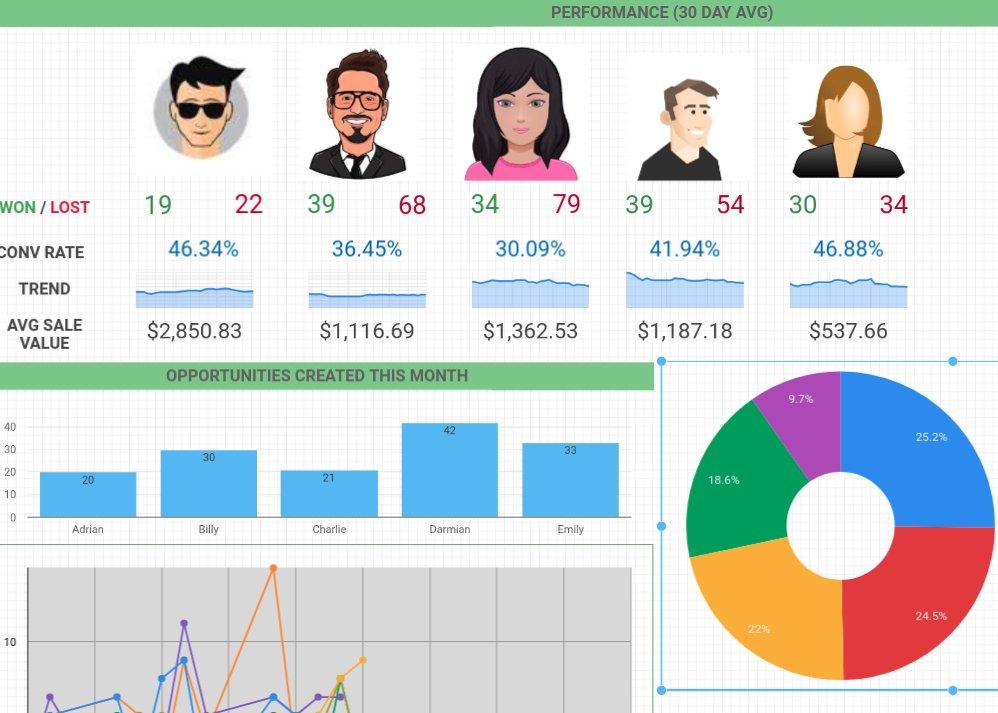 PERFORMANCE (30 DAY AVG)
WON / LOST 19 22 39 68 34 79 39 54 30 34
CONV RATE 46.34% 36.45% 30.09% 41.94% 46.88%
TREND
AVG SALE VALUE $2,850.83 $1,116.69 $1,362.53 $1,187.18 $537.66
OPPORTUNITIES CREATED THIS MONTH
40
30
20
10
0
20 30 21 42 33
Adrian Billy Charlie Darmian Emily
10
9.7% 25.2%
18.6%
22% 24.5%